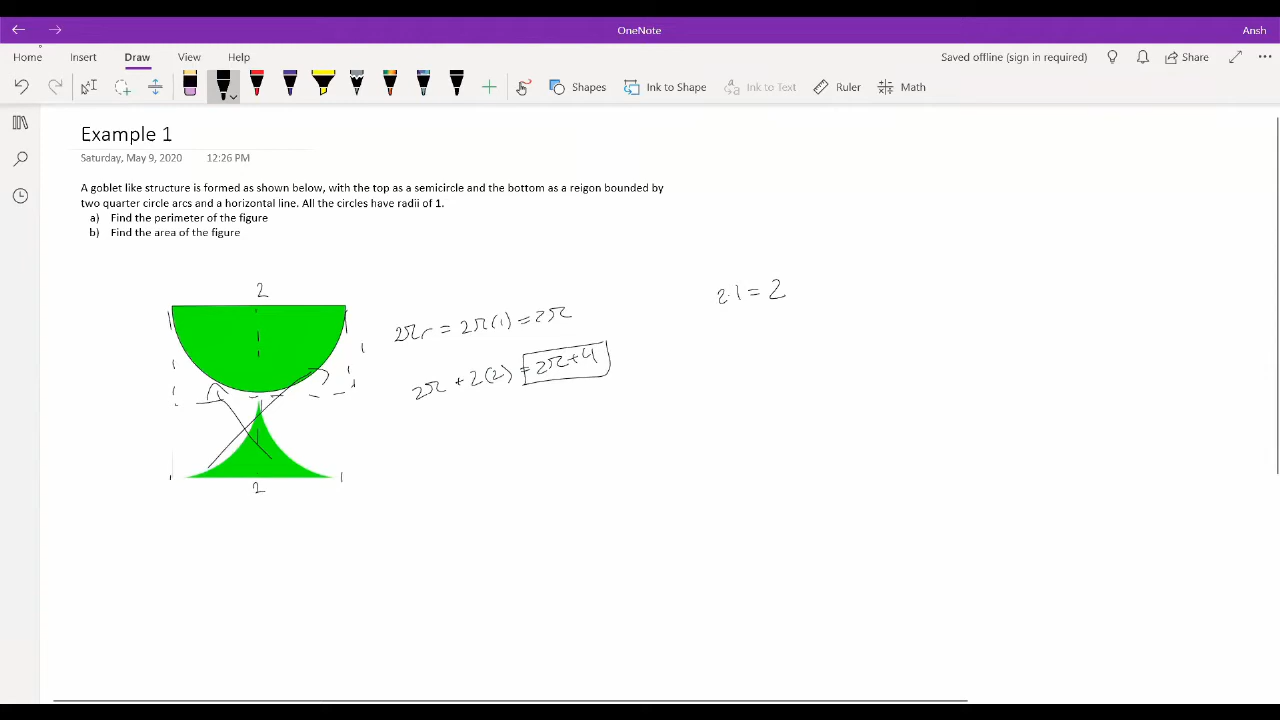 OneNote
Ansh
Home Insert Draw View Help
Saved offline (sign in required) Share
Shapes Ink to Shape Ink to Text Ruler Math
Example 1
Saturday, May 9, 2020 12:26 PM
A goblet like structure is formed as shown below, with the top as a semicircle and the bottom as a reigon bounded by
two quarter circle arcs and a horizontal line. All the circles have radii of 1.
a) Find the perimeter of the figure
b) Find the area of the figure
2
2·1 = 2
2πr = 2π(1) = 2π
1
2π + 2(2) = 2π+4
2